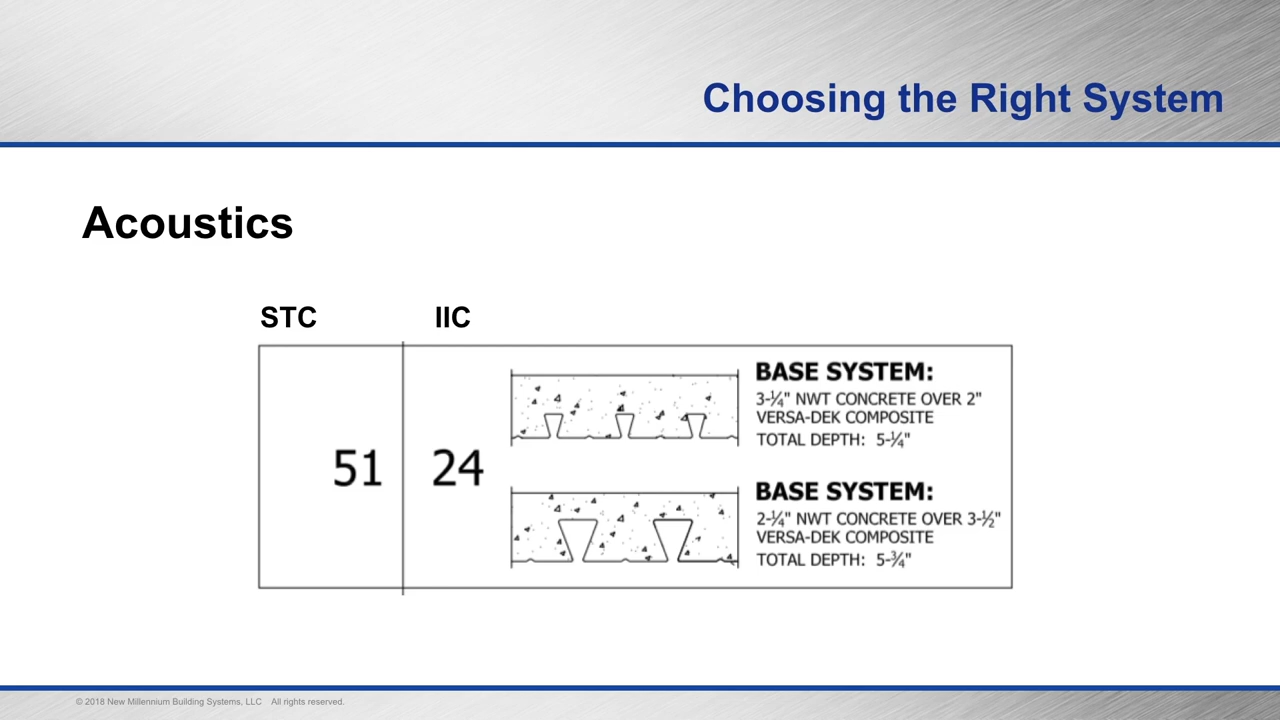 Choosing the Right System
Acoustics
STC IIC
51 24
BASE SYSTEM:
3-¼" NWT CONCRETE OVER 2"
VERSA-DEK COMPOSITE
TOTAL DEPTH: 5-¼"
BASE SYSTEM:
2-¼" NWT CONCRETE OVER 3-½"
VERSA-DEK COMPOSITE
TOTAL DEPTH: 5-¾"
© 2018 New Millennium Building Systems, LLC All rights reserved.